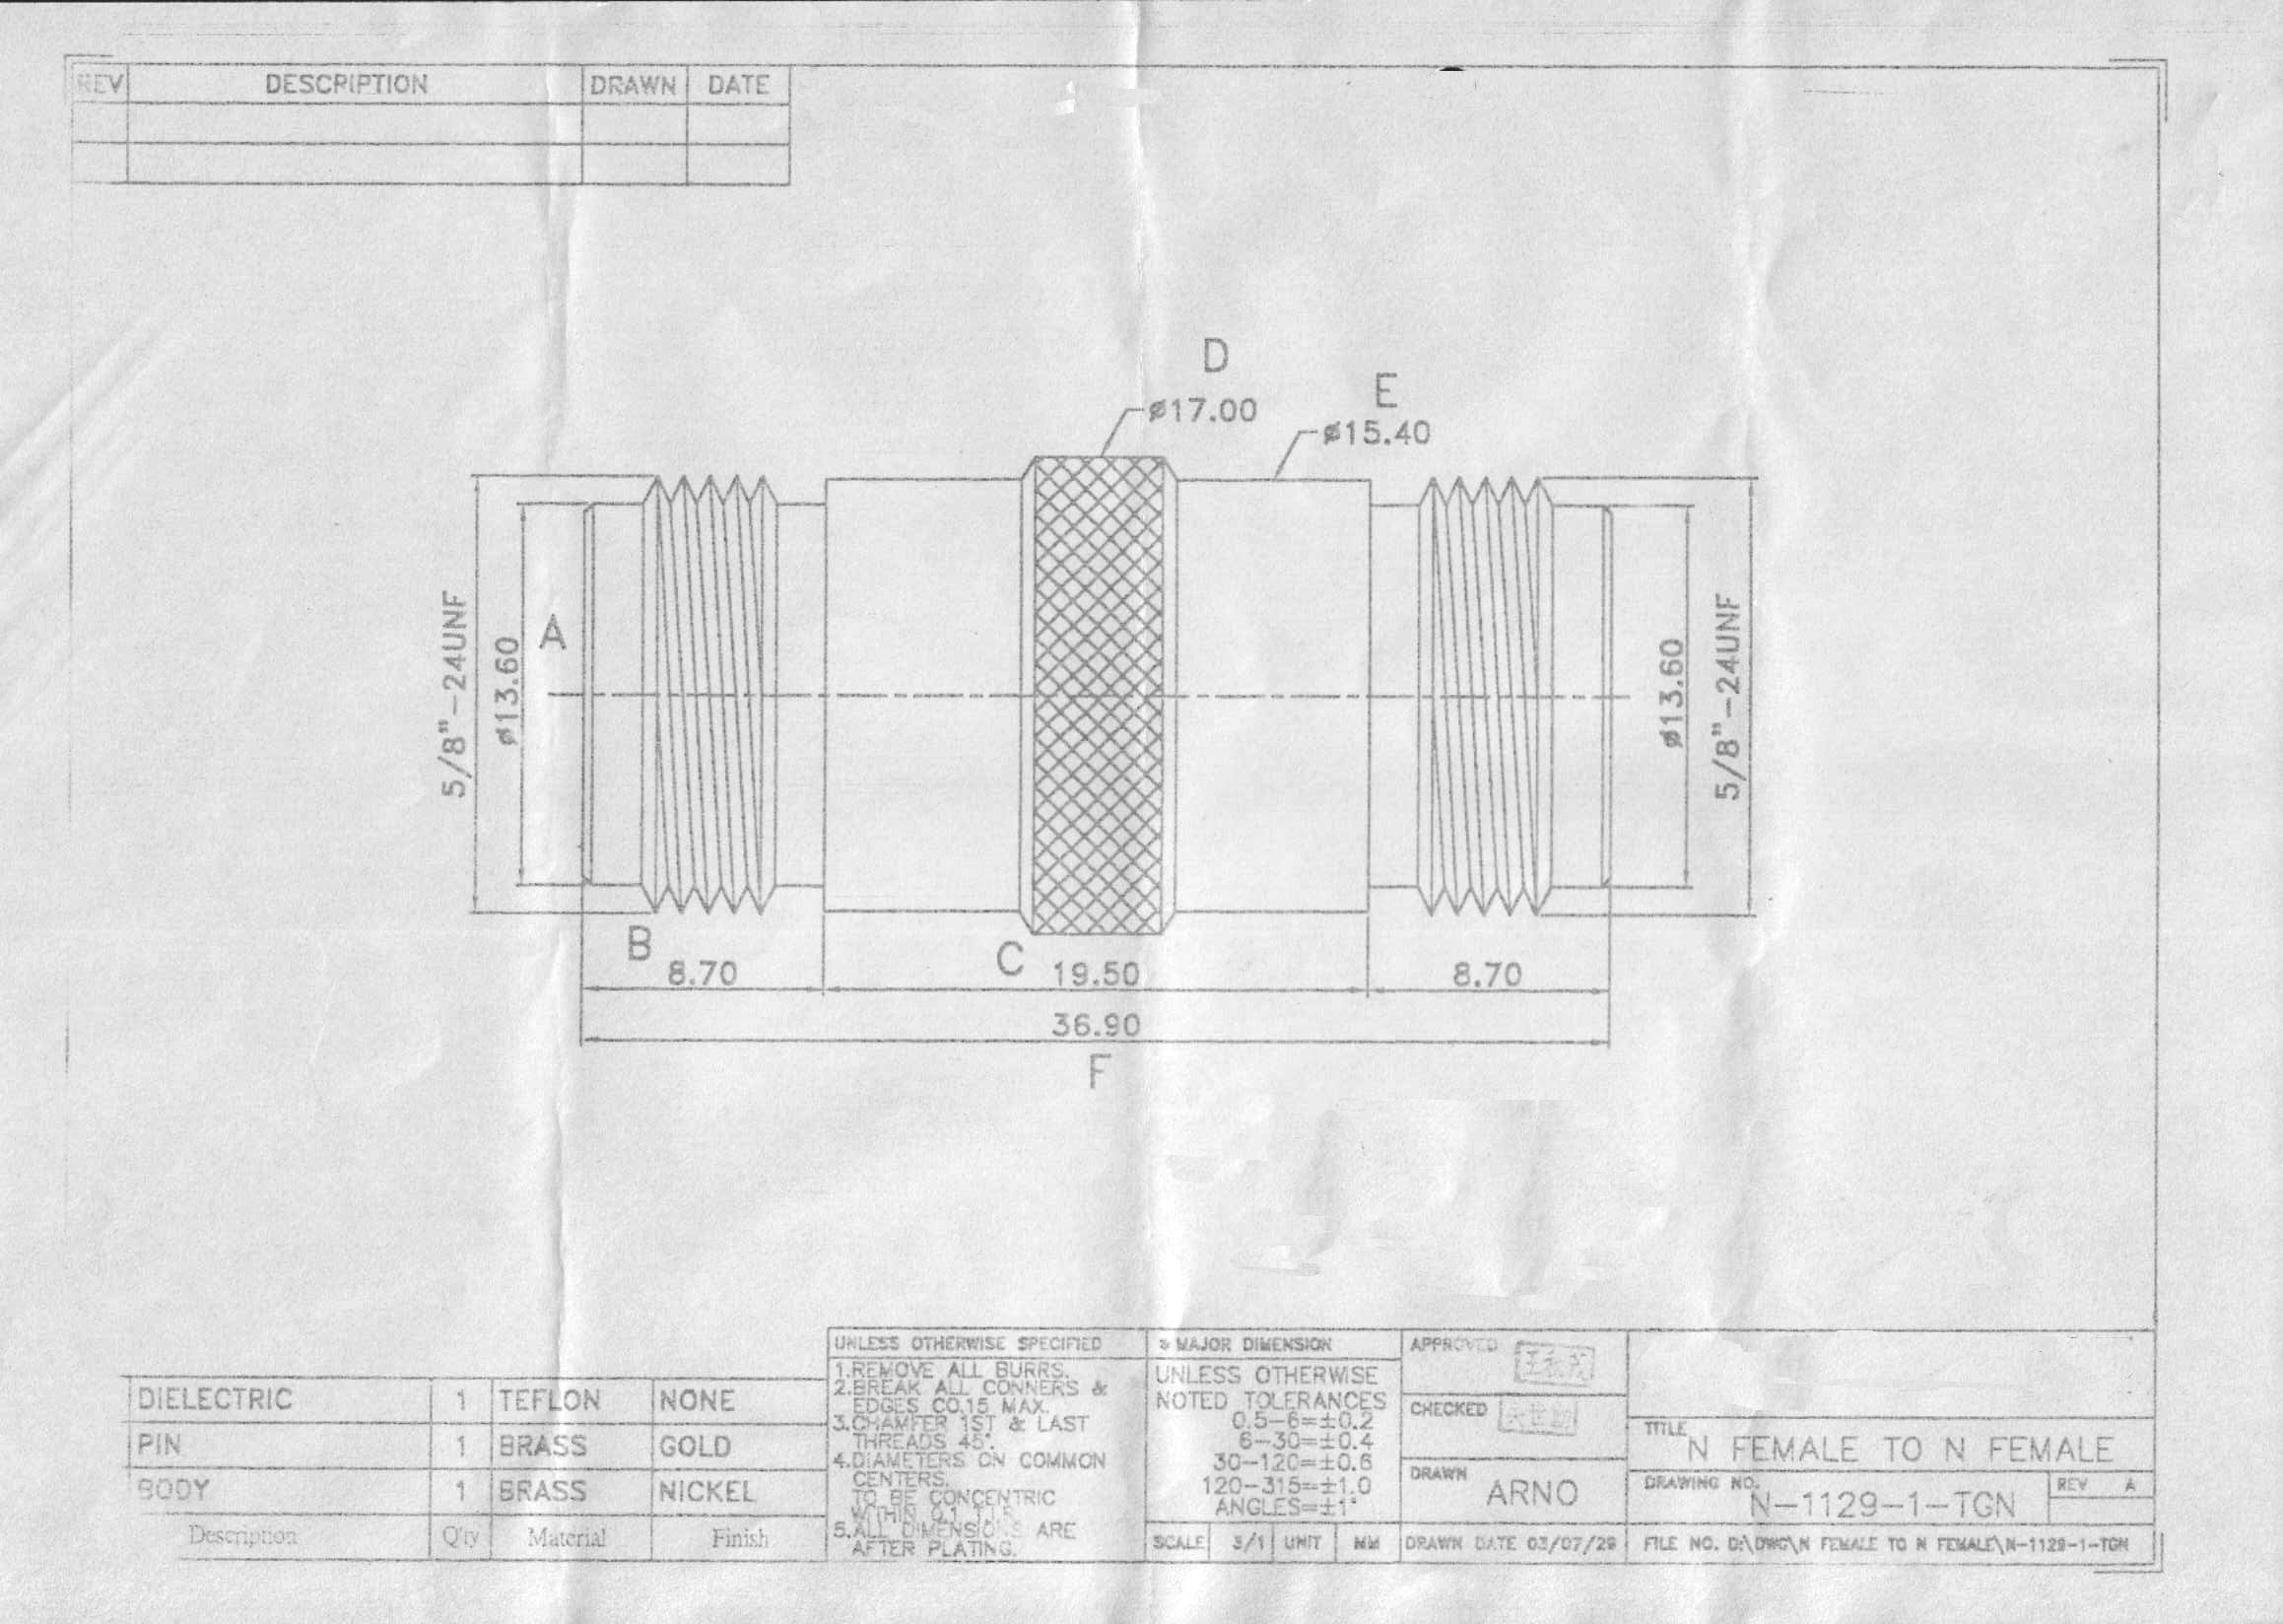 REV DESCRIPTION DRAWN DATE
D
ø17.00
E
ø15.40
5/8"-24UNF
ø13.60
A
ø13.60
5/8"-24UNF
B
8.70
C
19.50
8.70
36.90
F
DIELECTRIC 1 TEFLON NONE
PIN 1 BRASS GOLD
BODY 1 BRASS NICKEL
Description Q'ty Material Finish
UNLESS OTHERWISE SPECIFIED
1.REMOVE ALL BURRS.
2.BREAK ALL CONNERS &
EDGES CO.15 MAX.
3.CHAMFER 1ST & LAST
THREADS 45°.
4.DIAMETERS ON COMMON
CENTERS.
TO BE CONCENTRIC
WITHIN 0.1
5.ALL DIMENSIONS ARE
AFTER PLATING.
MAJOR DIMENSION
UNLESS OTHERWISE
NOTED TOLERANCES
0.5-6=±0.2
6-30=±0.4
30-120=±0.6
120-315=±1.0
ANGLES=±1°
SCALE 3/1 UNIT MM
APPROVED
CHECKED
DRAWN ARNO
DRAWN DATE 03/07/29
TITLE N FEMALE TO N FEMALE
DRAWING NO. N-1129-1-TGN REV A
FILE NO. D:\DWG\N FEMALE TO N FEMALE\N-1129-1-TGN